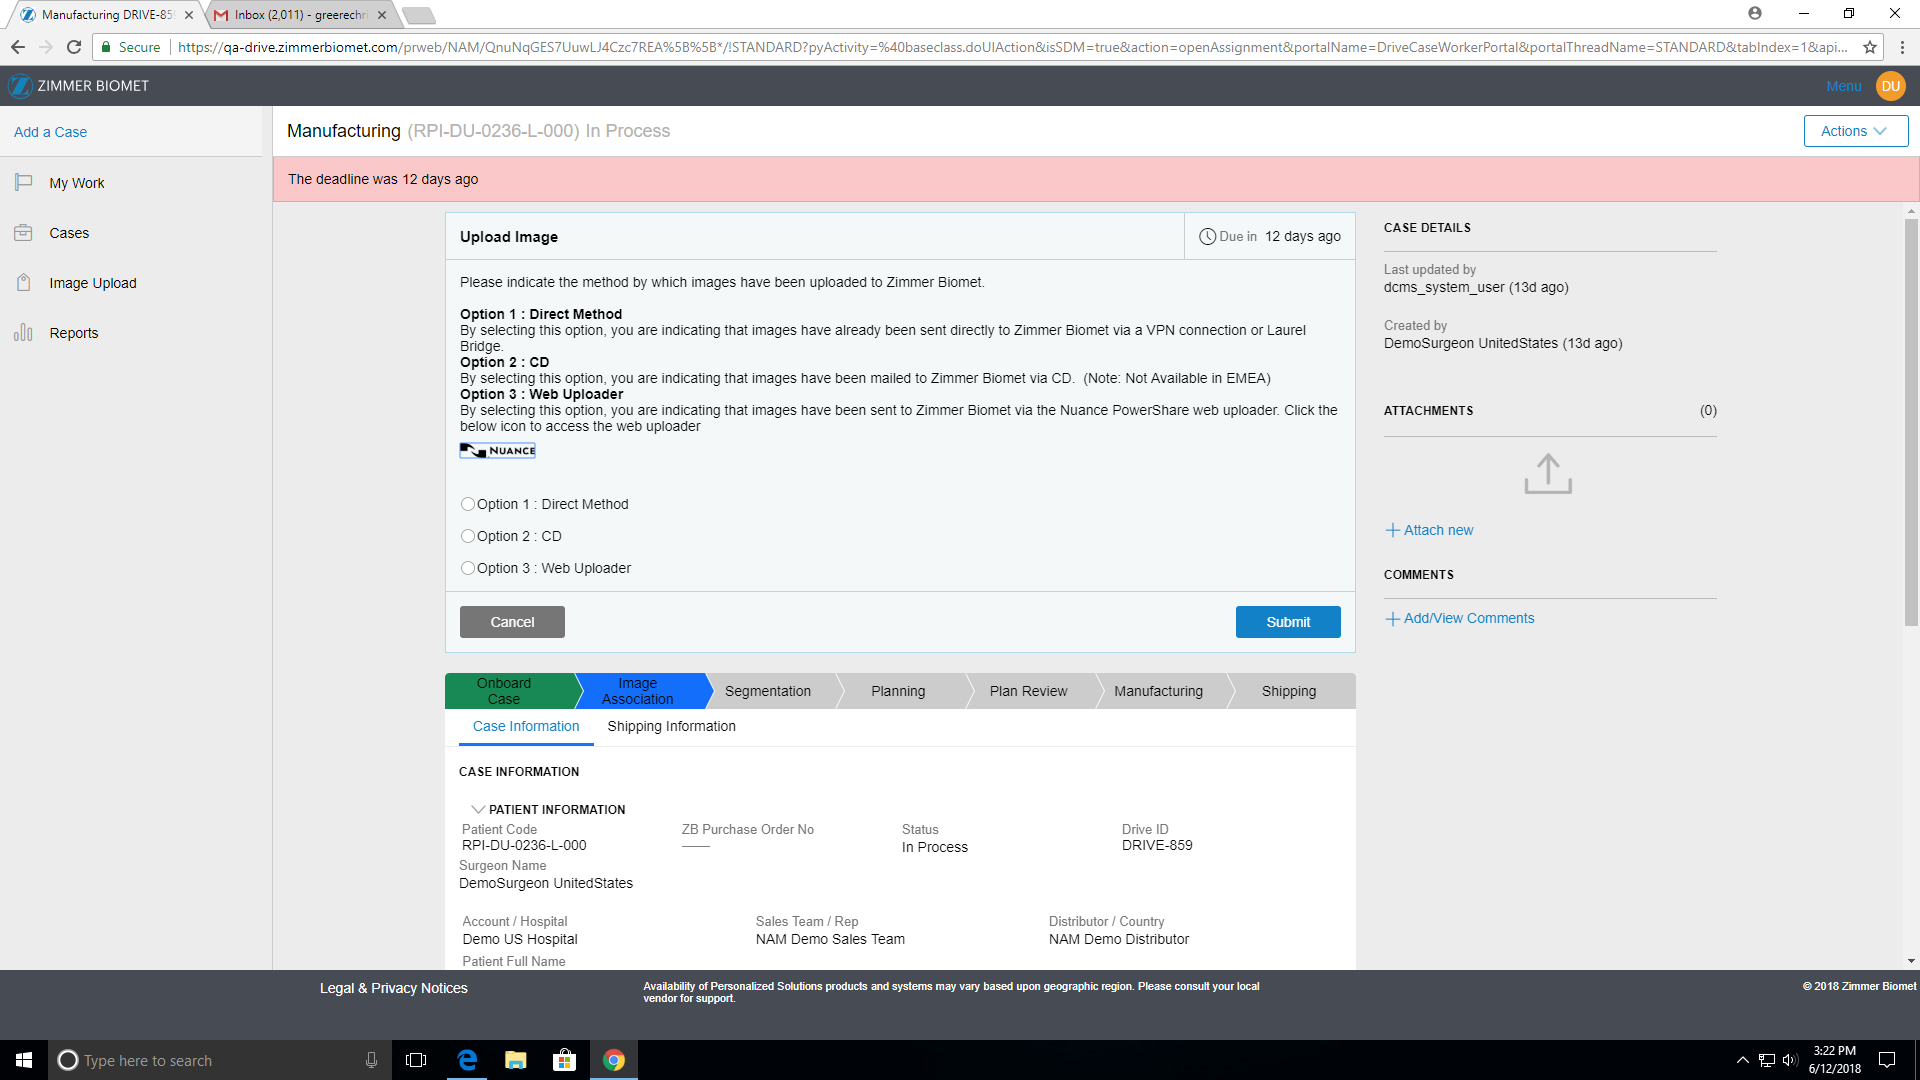 Manufacturing DRIVE-85
Inbox (2,011) - greerechri
Secure
https://qa-drive.zimmerbiomet.com/prweb/NAM/QnuNqGES7UuwLJ4Czc7REA%5B%5B*/!STANDARD?pyActivity=%40baseclass.doUIAction&isSDM=true&action=openAssignment&portalName=DriveCaseWorkerPortal&portalThreadName=STANDARD&tabIndex=1&api...
ZIMMER BIOMET
Menu
DU
Add a Case
Manufacturing (RPI-DU-0236-L-000) In Process
Actions
My Work
Cases
Image Upload
Reports
The deadline was 12 days ago
Upload Image
Due in 12 days ago
Please indicate the method by which images have been uploaded to Zimmer Biomet.
Option 1 : Direct Method
By selecting this option, you are indicating that images have already been sent directly to Zimmer Biomet via a VPN connection or Laurel
Bridge.
Option 2 : CD
By selecting this option, you are indicating that images have been mailed to Zimmer Biomet via CD. (Note: Not Available in EMEA)
Option 3 : Web Uploader
By selecting this option, you are indicating that images have been sent to Zimmer Biomet via the Nuance PowerShare web uploader. Click the
below icon to access the web uploader
NUANCE
Option 1 : Direct Method
Option 2 : CD
Option 3 : Web Uploader
Cancel
Submit
CASE DETAILS
Last updated by
dcms_system_user (13d ago)
Created by
DemoSurgeon UnitedStates (13d ago)
ATTACHMENTS (0)
Attach new
COMMENTS
Add/View Comments
Onboard
Case
Image
Association
Segmentation
Planning
Plan Review
Manufacturing
Shipping
Case Information
Shipping Information
CASE INFORMATION
PATIENT INFORMATION
Patient Code
RPI-DU-0236-L-000
ZB Purchase Order No
——
Status
In Process
Drive ID
DRIVE-859
Surgeon Name
DemoSurgeon UnitedStates
Account / Hospital
Demo US Hospital
Sales Team / Rep
NAM Demo Sales Team
Distributor / Country
NAM Demo Distributor
Patient Full Name
Legal & Privacy Notices
Availability of Personalized Solutions products and systems may vary based upon geographic region. Please consult your local
vendor for support.
© 2018 Zimmer Biomet
Type here to search
3:22 PM
6/12/2018